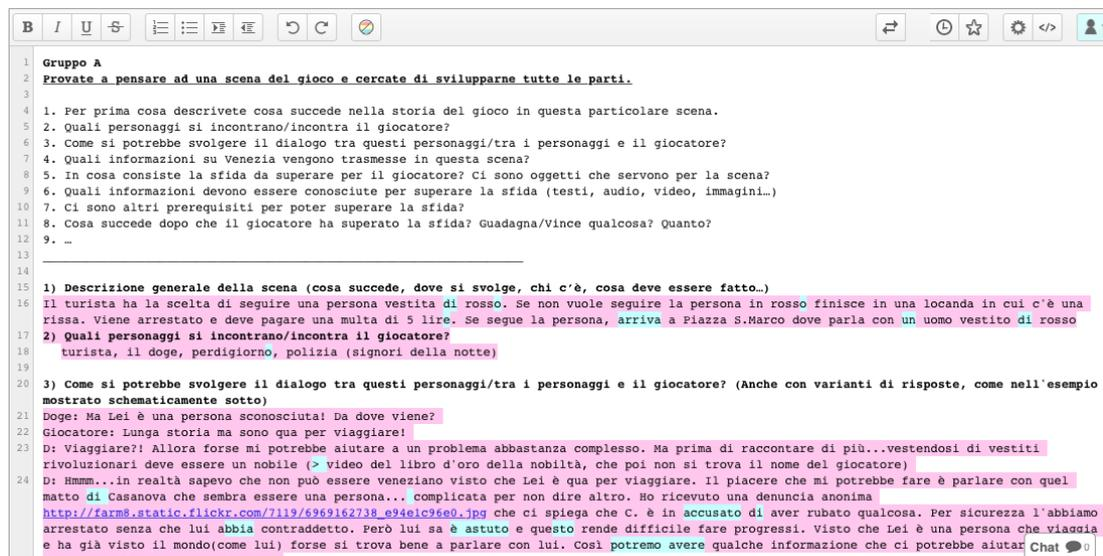 Gruppo A
Provate a pensare ad una scena del gioco e cercate di svilupparne tutte le parti.
1. Per prima cosa descrivete cosa succede nella storia del gioco in questa particolare scena.
2. Quali personaggi si incontrano/incontra il giocatore?
3. Come si potrebbe svolgere il dialogo tra questi personaggi/tra i personaggi e il giocatore?
4. Quali informazioni su Venezia vengono trasmesse in questa scena?
5. In cosa consiste la sfida da superare per il giocatore? Ci sono oggetti che servono per la scena?
6. Quali informazioni devono essere conosciute per superare la sfida (testi, audio, video, immagini…)
7. Ci sono altri prerequisiti per poter superare la sfida?
8. Cosa succede dopo che il giocatore ha superato la sfida? Guadagna/Vince qualcosa? Quanto?
9. …
1) Descrizione generale della scena (cosa succede, dove si svolge, chi c'è, cosa deve essere fatto…)
Il turista ha la scelta di seguire una persona vestita di rosso. Se non vuole seguire la persona in rosso finisce in una locanda in cui c'è una
rissa. Viene arrestato e deve pagare una multa di 5 lire. Se segue la persona, arriva a Piazza S.Marco dove parla con un uomo vestito di rosso
2) Quali personaggi si incontrano/incontra il giocatore?
turista, il doge, perdigiorno, polizia (signori della notte)
3) Come si potrebbe svolgere il dialogo tra questi personaggi/tra i personaggi e il giocatore? (Anche con varianti di risposte, come nell'esempio
mostrato schematicamente sotto)
Doge: Ma Lei è una persona sconosciuta! Da dove viene?
Giocatore: Lunga storia ma sono qua per viaggiare!
D: Viaggiare?! Allora forse mi potrebbe aiutare a un problema abbastanza complesso. Ma prima di raccontare di più...vestendosi di vestiti
rivoluzionari deve essere un nobile (> video del libro d'oro della nobiltà, che poi non si trova il nome del giocatore)
D: Hmmm...in realtà sapevo che non può essere veneziano visto che Lei è qua per viaggiare. Il piacere che mi potrebbe fare è parlare con quel
matto di Casanova che sembra essere una persona... complicata per non dire altro. Ho ricevuto una denuncia anonima
http://farm8.static.flickr.com/7119/6969162738_e94e1c96e0.jpg che ci spiega che C. è in accusato di aver rubato qualcosa. Per sicurezza l'abbiamo
arrestato senza che lui abbia contraddetto. Però lui sa è astuto e questo rende difficile fare progressi. Visto che Lei è una persona che viaggia
e ha già visto il mondo(come lui) forse si trova bene a parlare con lui. Così potremo avere qualche informazione che ci potrebbe aiutar
Chat 0